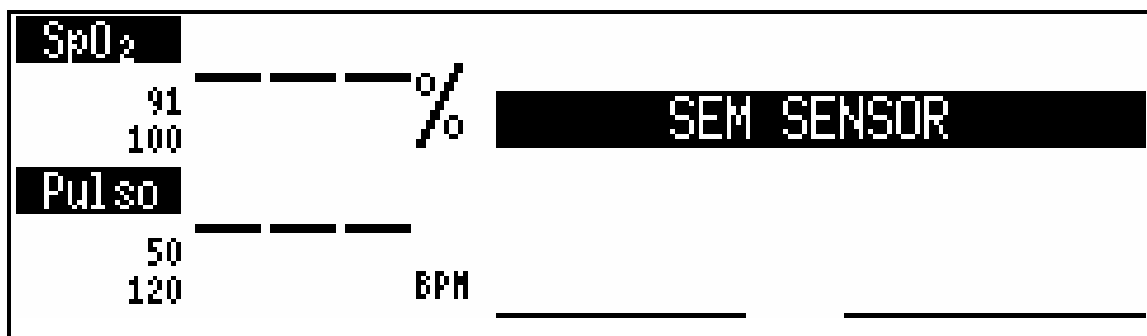 SpO₂
91
100
--- %
SEM SENSOR
Pulso
50
120
--- BPM